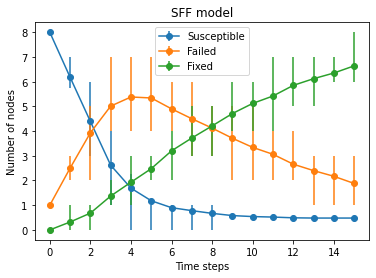 SFF model
Susceptible
Failed
Fixed
Number of nodes
8
7
6
5
4
3
2
1
0
0 2 4 6 8 10 12 14
Time steps